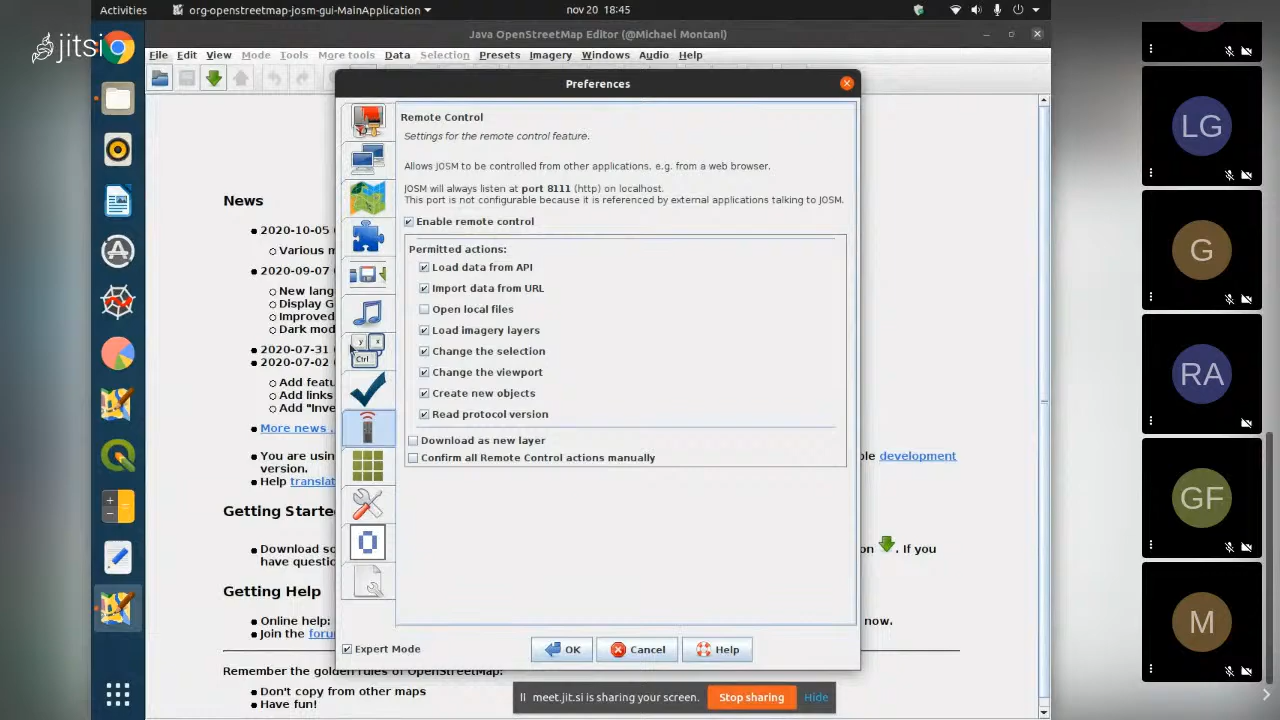 Activities
org-openstreetmap-josm-gui-MainApplication
nov 20 18:45
jitsi
Java OpenStreetMap Editor (@Michael Montani)
File Edit View Mode Tools More tools Data Selection Presets Imagery Windows Audio Help
Preferences
Remote Control
Settings for the remote control feature.
Allows JOSM to be controlled from other applications, e.g. from a web browser.
JOSM will always listen at port 8111 (http) on localhost.
This port is not configurable because it is referenced by external applications talking to JOSM.
Enable remote control
Permitted actions:
Load data from API
Import data from URL
Open local files
Load imagery layers
Change the selection
Change the viewport
Create new objects
Read protocol version
Download as new layer
Confirm all Remote Control actions manually
y x
Ctrl
Expert Mode
OK
Cancel
Help
News
2020-10-05
Various m
2020-09-07
New lang
Display G
Improved
Dark mod
2020-07-31
2020-07-02
Add featu
Add links
Add "Inve
More news .
You are usin
ble development
version.
Help translat
Getting Starte
Download so
on . If you
have questio
Getting Help
Online help:
now.
Join the foru
Remember the golden rules of OpenStreetMap:
Don't copy from other maps
Have fun!
meet.jit.si is sharing your screen.
Stop sharing
Hide
LG
G
RA
GF
M